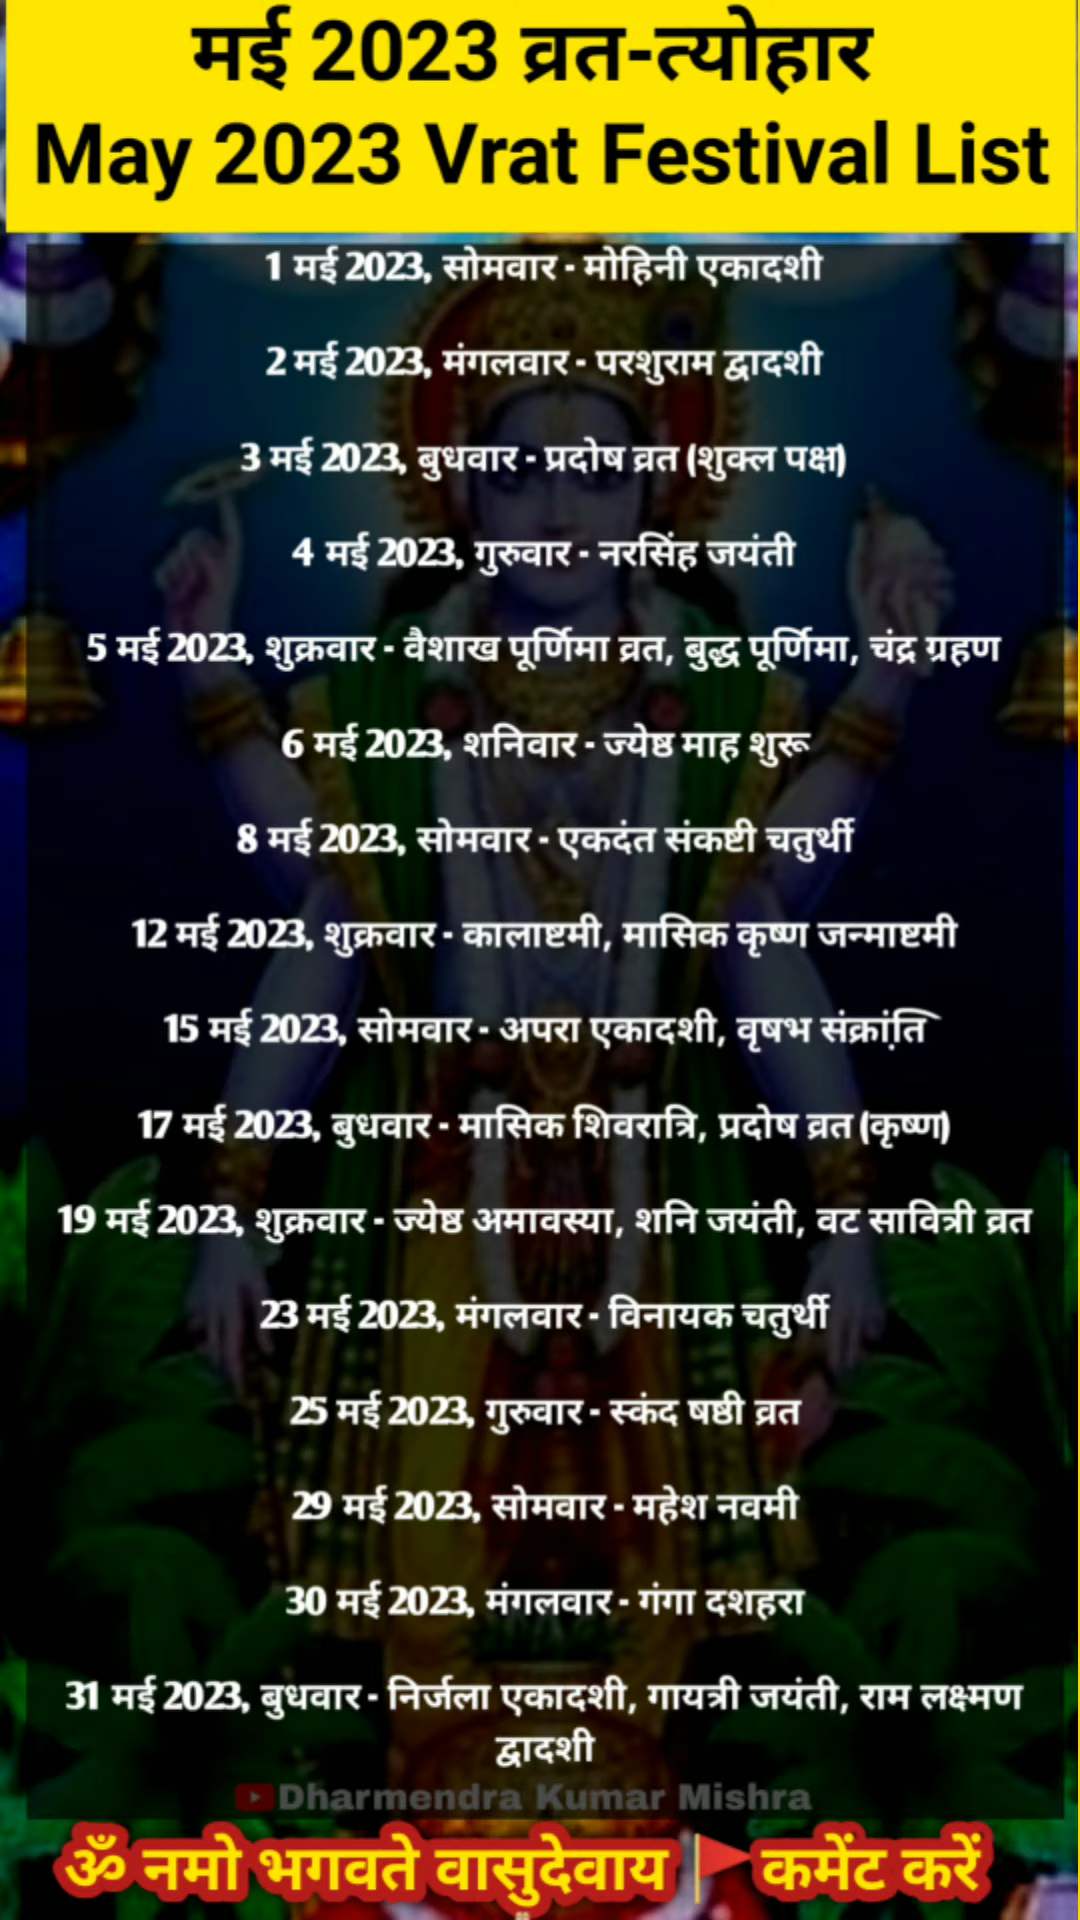 मई 2023 व्रत-त्योहार
May 2023 Vrat Festival List
1 मई 2023, सोमवार - मोहिनी एकादशी
2 मई 2023, मंगलवार - परशुराम द्वादशी
3 मई 2023, बुधवार - प्रदोष व्रत (शुक्ल पक्ष)
4 मई 2023, गुरुवार - नरसिंह जयंती
5 मई 2023, शुक्रवार - वैशाख पूर्णिमा व्रत, बुद्ध पूर्णिमा, चंद्र ग्रहण
6 मई 2023, शनिवार - ज्येष्ठ माह शुरू
8 मई 2023, सोमवार - एकदंत संकष्टी चतुर्थी
12 मई 2023, शुक्रवार - कालाष्टमी, मासिक कृष्ण जन्माष्टमी
15 मई 2023, सोमवार - अपरा एकादशी, वृषभ संक्रांति
17 मई 2023, बुधवार - मासिक शिवरात्रि, प्रदोष व्रत (कृष्ण)
19 मई 2023, शुक्रवार - ज्येष्ठ अमावस्या, शनि जयंती, वट सावित्री व्रत
23 मई 2023, मंगलवार - विनायक चतुर्थी
25 मई 2023, गुरुवार - स्कंद षष्ठी व्रत
29 मई 2023, सोमवार - महेश नवमी
30 मई 2023, मंगलवार - गंगा दशहरा
31 मई 2023, बुधवार - निर्जला एकादशी, गायत्री जयंती, राम लक्ष्मण
द्वादशी
Dharmendra Kumar Mishra
ॐ नमो भगवते वासुदेवाय 🚩कमेंट करें